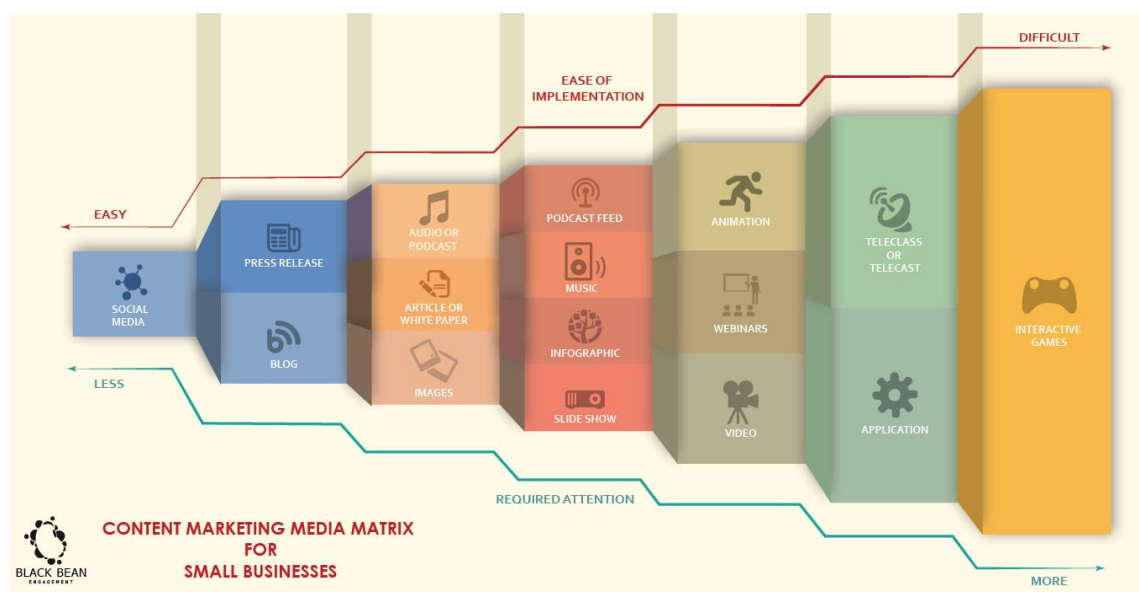 DIFFICULT
EASE OF
IMPLEMENTATION
EASY
SOCIAL
MEDIA
PRESS RELEASE
BLOG
AUDIO OR
PODCAST
ARTICLE OR
WHITE PAPER
IMAGES
PODCAST FEED
MUSIC
INFOGRAPHIC
SLIDE SHOW
ANIMATION
WEBINARS
VIDEO
TELECLASS
OR
TELECAST
APPLICATION
INTERACTIVE
GAMES
LESS
REQUIRED ATTENTION
MORE
CONTENT MARKETING MEDIA MATRIX
FOR
SMALL BUSINESSES
BLACK BEAN
ENGAGEMENT